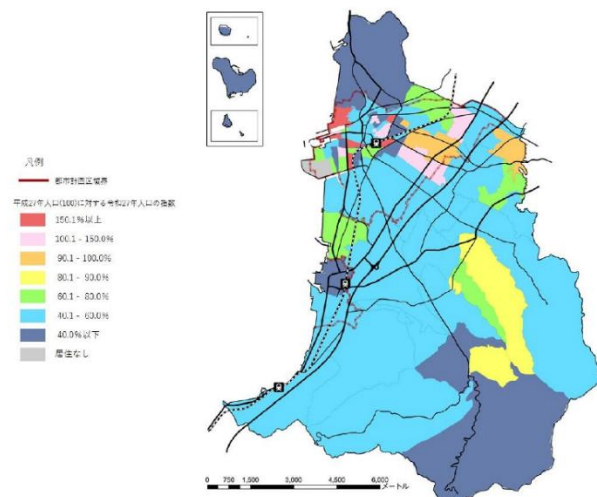 凡例
都市計画区域界
平成27年人口(100)に対する令和27年人口の指数
150.1%以上
100.1 - 150.0%
90.1 - 100.0%
80.1 - 90.0%
60.1 - 80.0%
40.1 - 60.0%
40.0%以下
居住なし
0 750 1,500 3,000 4,500 6,000
メートル